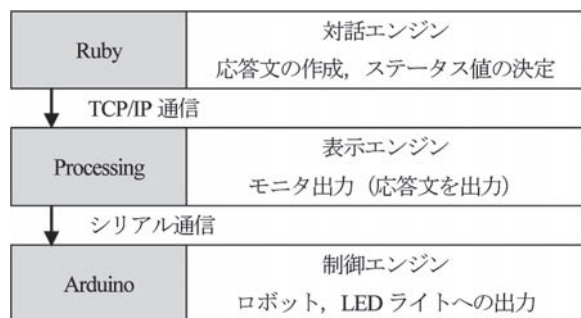 Ruby
対話エンジン
応答文の作成，ステータス値の決定
TCP/IP 通信
Processing
表示エンジン
モニタ出力（応答文を出力）
シリアル通信
Arduino
制御エンジン
ロボット，LED ライトへの出力